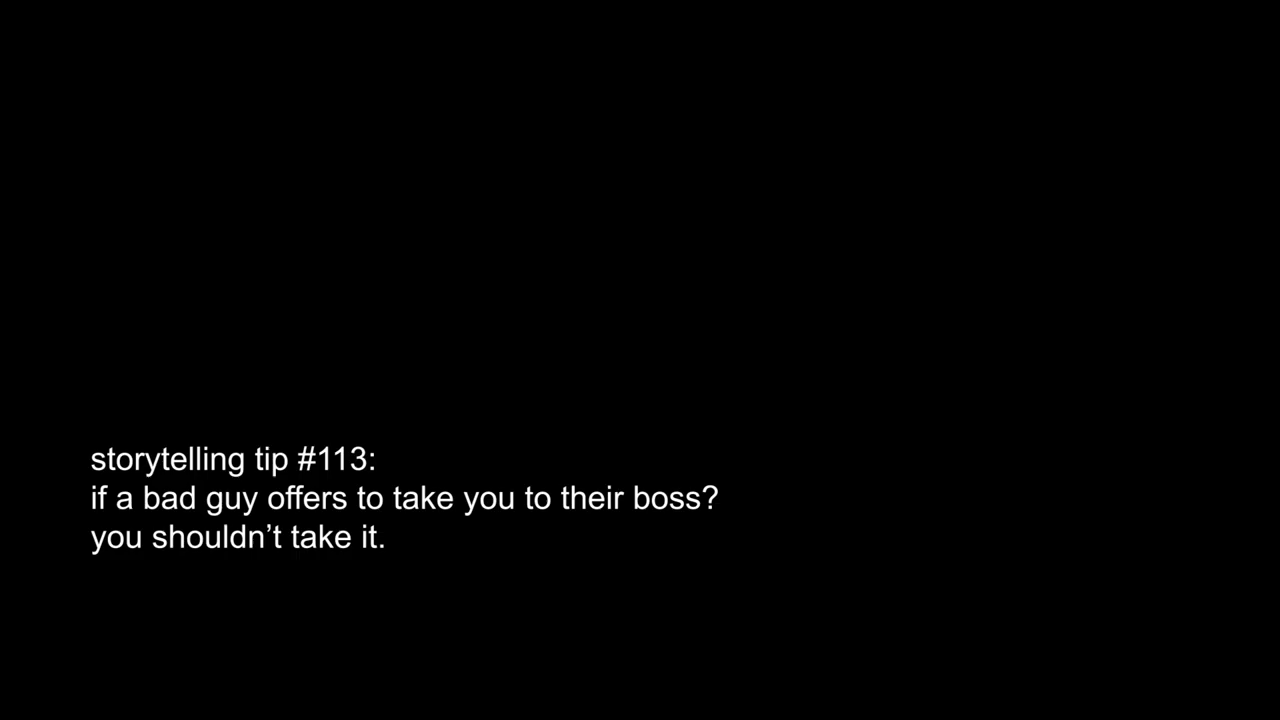 storytelling tip #113:
if a bad guy offers to take you to their boss?
you shouldn’t take it.